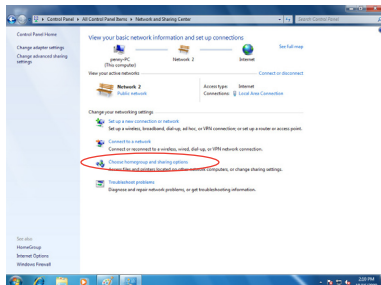 Control Panel ▸ All Control Panel Items ▸ Network and Sharing Center
Search Control Panel
Control Panel Home
Change adapter settings
Change advanced sharing
settings
View your basic network information and set up connections
See full map
penny-PC
(This computer)
Network 2
Internet
View your active networks
Connect or disconnect
Network 2
Public network
Access type: Internet
Connections: Local Area Connection
Change your networking settings
Set up a new connection or network
Set up a wireless, broadband, dial-up, ad hoc, or VPN connection; or set up a router or access point.
Connect to a network
Connect or reconnect to a wireless, wired, dial-up, or VPN network connection.
Choose homegroup and sharing options
Access files and printers located on other network computers, or change sharing settings.
Troubleshoot problems
Diagnose and repair network problems, or get troubleshooting information.
See also
HomeGroup
Internet Options
Windows Firewall
2:10 PM